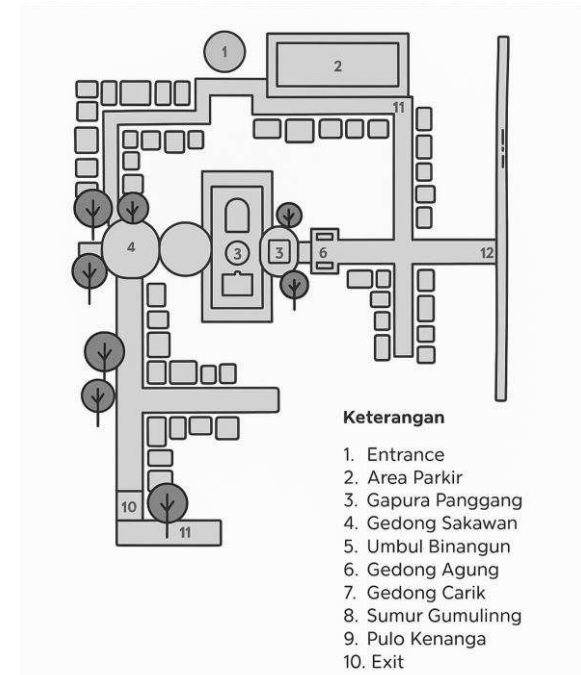 1
2
11
4
3
3
6
12
10
11
Keterangan
1. Entrance
2. Area Parkir
3. Gapura Panggang
4. Gedong Sakawan
5. Umbul Binangun
6. Gedong Agung
7. Gedong Carik
8. Sumur Gumulinng
9. Pulo Kenanga
10. Exit